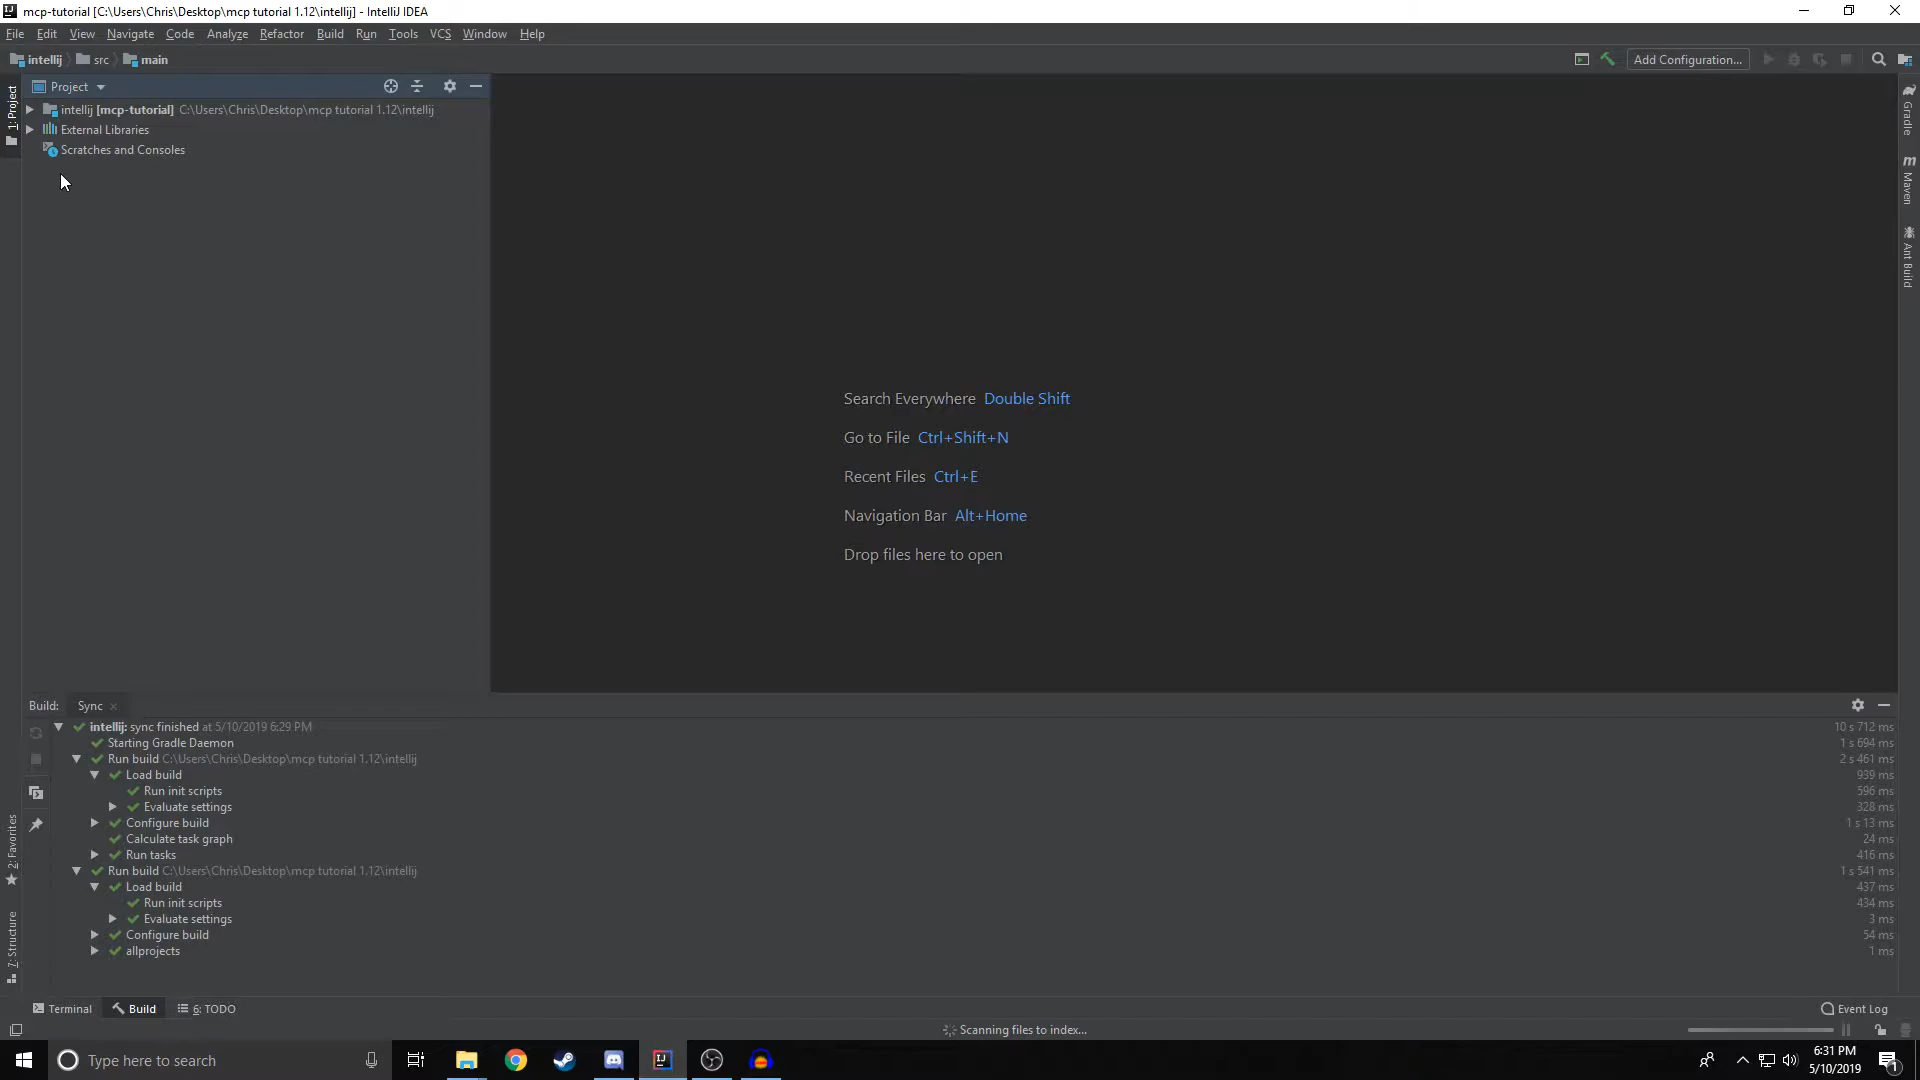 mcp-tutorial [C:\Users\Chris\Desktop\mcp tutorial 1.12\intellij] - IntelliJ IDEA
File Edit View Navigate Code Analyze Refactor Build Run Tools VCS Window Help
intellij src main Add Configuration...
Project
1: Project
intellij [mcp-tutorial] C:\Users\Chris\Desktop\mcp tutorial 1.12\intellij
External Libraries
Scratches and Consoles
Gradle
m Maven
Ant Build
Search Everywhere Double Shift
Go to File Ctrl+Shift+N
Recent Files Ctrl+E
Navigation Bar Alt+Home
Drop files here to open
Build: Sync
intellij: sync finished at 5/10/2019 6:29 PM 10 s 712 ms
Starting Gradle Daemon 1 s 694 ms
Run build C:\Users\Chris\Desktop\mcp tutorial 1.12\intellij 2 s 461 ms
Load build 939 ms
Run init scripts 596 ms
Evaluate settings 328 ms
Configure build 1 s 13 ms
Calculate task graph 24 ms
Run tasks 416 ms
Run build C:\Users\Chris\Desktop\mcp tutorial 1.12\intellij 1 s 541 ms
Load build 437 ms
Run init scripts 434 ms
Evaluate settings 3 ms
Configure build 54 ms
allprojects 1 ms
2: Favorites
7: Structure
Terminal Build 6: TODO Event Log
Scanning files to index...
Type here to search
6:31 PM
5/10/2019
1